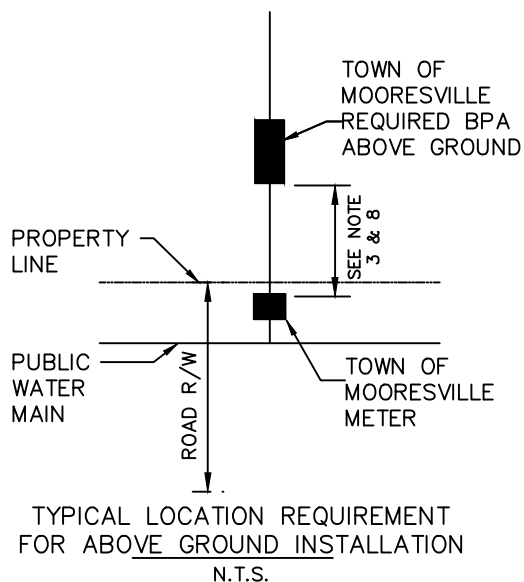 TOWN OF
MOORESVILLE
REQUIRED BPA
ABOVE GROUND
SEE NOTE
3 & 8
PROPERTY
LINE
PUBLIC
WATER
MAIN
ROAD R/W
TOWN OF
MOORESVILLE
METER
TYPICAL LOCATION REQUIREMENT
FOR ABOVE GROUND INSTALLATION
N.T.S.